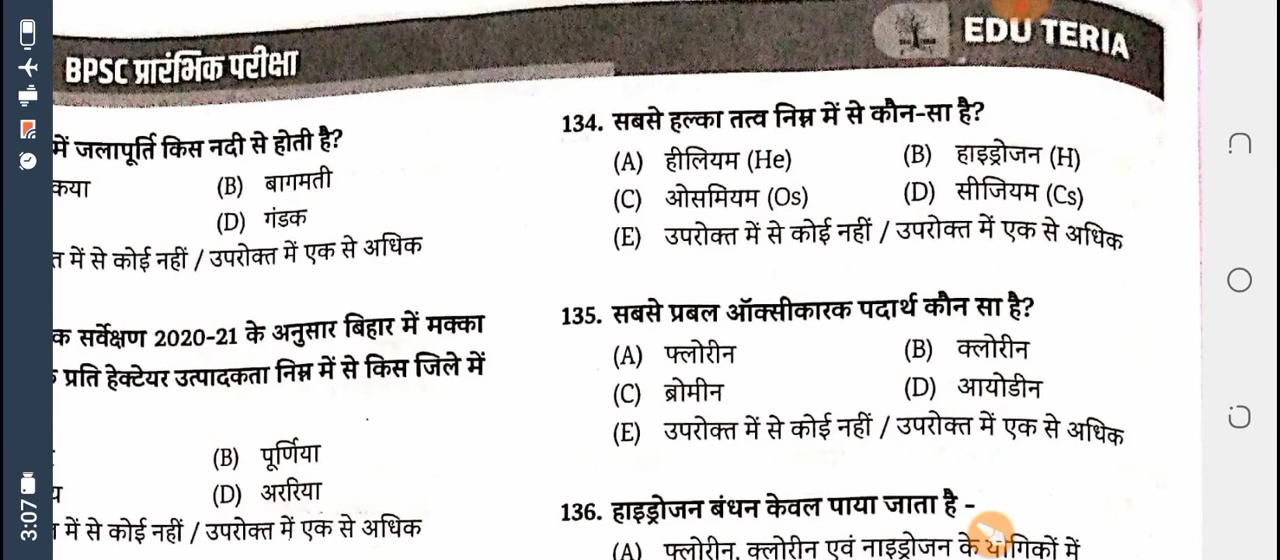 BPSC प्रारंभिक परीक्षा
EDU TERIA
में जलापूर्ति किस नदी से होती है?
(B) बागमती
(D) गंडक
में से कोई नहीं / उपरोक्त में एक से अधिक
सर्वेक्षण 2020-21 के अनुसार बिहार में मक्का
प्रति हेक्टेयर उत्पादकता निम्न में से किस जिले में
(B) पूर्णिया
(D) अररिया
में से कोई नहीं / उपरोक्त में एक से अधिक
134. सबसे हल्का तत्व निम्न में से कौन-सा है?
(A) हीलियम (He) (B) हाइड्रोजन (H)
(C) ओसमियम (Os) (D) सीजियम (Cs)
(E) उपरोक्त में से कोई नहीं / उपरोक्त में एक से अधिक
135. सबसे प्रबल ऑक्सीकारक पदार्थ कौन सा है?
(A) फ्लोरीन (B) क्लोरीन
(C) ब्रोमीन (D) आयोडीन
(E) उपरोक्त में से कोई नहीं / उपरोक्त में एक से अधिक
136. हाइड्रोजन बंधन केवल पाया जाता है -
(A) फ्लोरीन, क्लोरीन एवं नाइट्रोजन के यौगिकों में
3:07